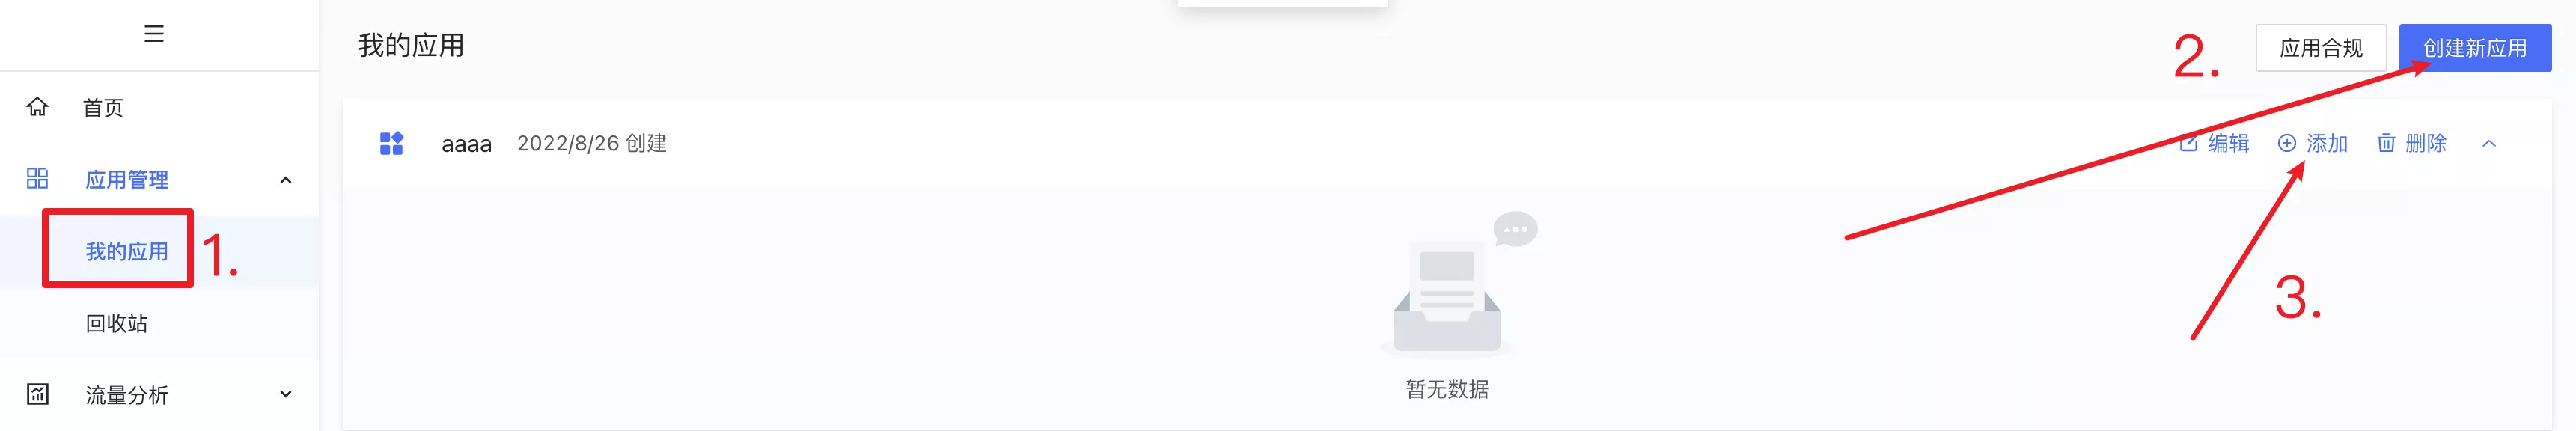 我的应用
2.
应用合规
创建新应用
首页
aaaa 2022/8/26 创建
编辑 添加 删除
应用管理
我的应用
1.
3.
回收站
流量分析
暂无数据